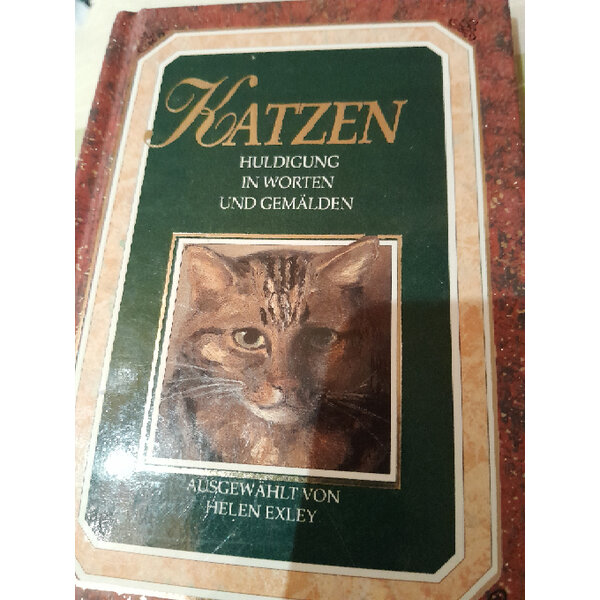 KATZEN
HULDIGUNG
IN WORTEN
UND GEMÄLDEN
AUSGEWÄHLT VON
HELEN EXLEY